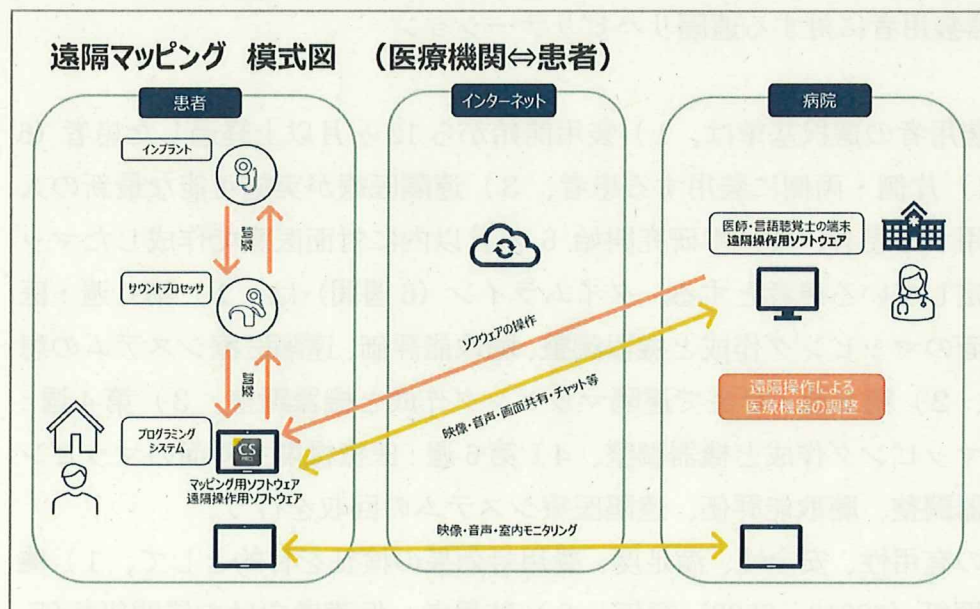 遠隔マッピング 模式図 （医療機関⇔患者）
患者
インターネット
病院
インプラント
調整
サウンドプロセッサ
調整
プログラミング
システム
CS
マッピング用ソフトウェア
遠隔操作用ソフトウェア
ソフトウェアの操作
映像・音声・画面共有・チャット等
映像・音声・室内モニタリング
医師・言語聴覚士の端末
遠隔操作用ソフトウェア
遠隔操作による
医療機器の調整